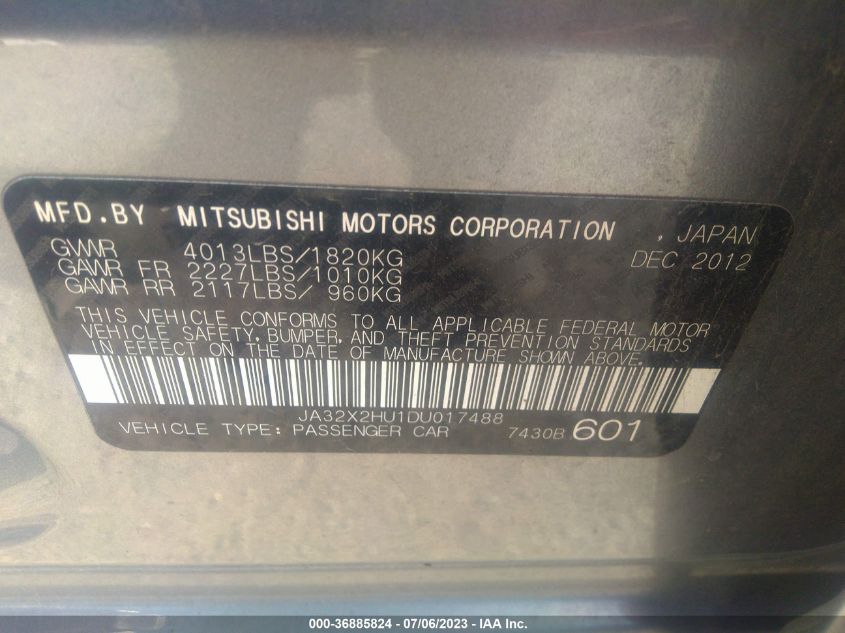 MFD.BY MITSUBISHI MOTORS CORPORATION , JAPAN
GVWR 4013LBS/1820KG DEC 2012
GAWR FR 2227LBS/1010KG
GAWR RR 2117LBS/ 960KG
THIS VEHICLE CONFORMS TO ALL APPLICABLE FEDERAL MOTOR
VEHICLE SAFETY, BUMPER, AND THEFT PREVENTION STANDARDS
IN EFFECT ON THE DATE OF MANUFACTURE SHOWN ABOVE.
JA32X2HU1DU017488
VEHICLE TYPE: PASSENGER CAR 7430B 601
000-36885824 - 07/06/2023 - IAA Inc.